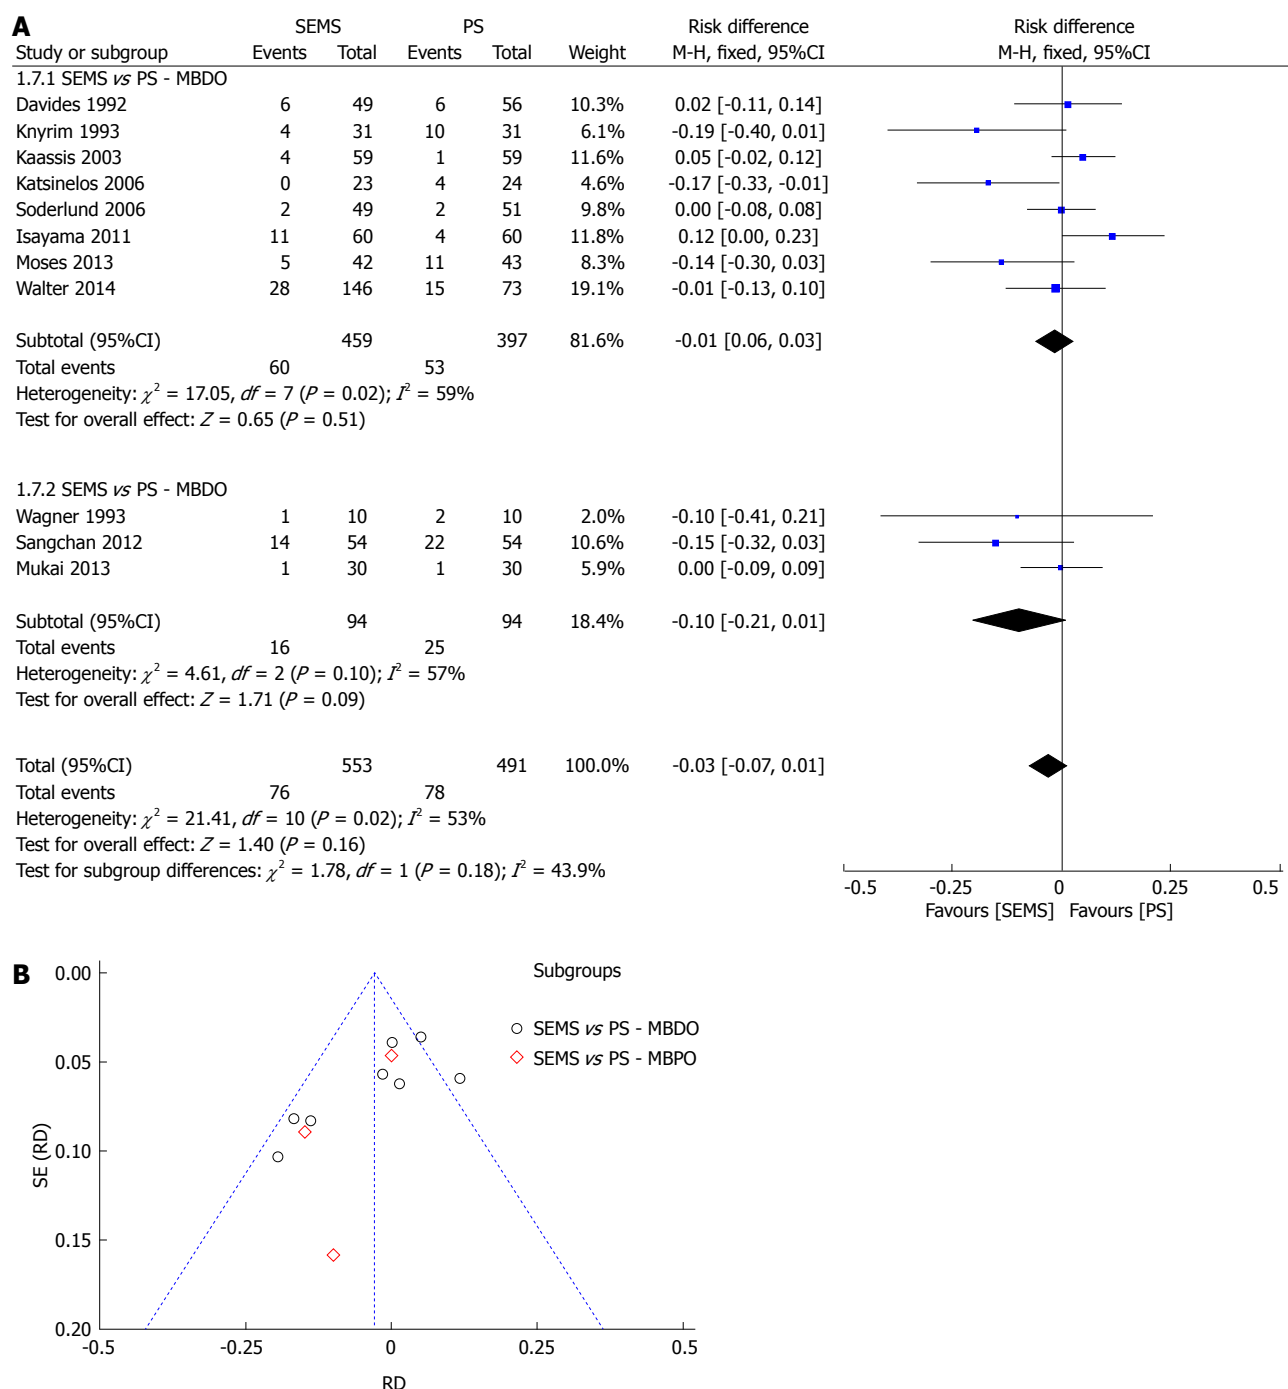 A
SEMS PS Risk difference Risk difference
Study or subgroup Events Total Events Total Weight M-H, fixed, 95%CI M-H, fixed, 95%CI
1.7.1 SEMS vs PS - MBDO
Davides 1992 6 49 6 56 10.3% 0.02 [-0.11, 0.14]
Knyrim 1993 4 31 10 31 6.1% -0.19 [-0.40, 0.01]
Kaassis 2003 4 59 1 59 11.6% 0.05 [-0.02, 0.12]
Katsinelos 2006 0 23 4 24 4.6% -0.17 [-0.33, -0.01]
Soderlund 2006 2 49 2 51 9.8% 0.00 [-0.08, 0.08]
Isayama 2011 11 60 4 60 11.8% 0.12 [0.00, 0.23]
Moses 2013 5 42 11 43 8.3% -0.14 [-0.30, 0.03]
Walter 2014 28 146 15 73 19.1% -0.01 [-0.13, 0.10]
Subtotal (95%CI) 459 397 81.6% -0.01 [0.06, 0.03]
Total events 60 53
Heterogeneity: χ² = 17.05, df = 7 (P = 0.02); I² = 59%
Test for overall effect: Z = 0.65 (P = 0.51)
1.7.2 SEMS vs PS - MBDO
Wagner 1993 1 10 2 10 2.0% -0.10 [-0.41, 0.21]
Sangchan 2012 14 54 22 54 10.6% -0.15 [-0.32, 0.03]
Mukai 2013 1 30 1 30 5.9% 0.00 [-0.09, 0.09]
Subtotal (95%CI) 94 94 18.4% -0.10 [-0.21, 0.01]
Total events 16 25
Heterogeneity: χ² = 4.61, df = 2 (P = 0.10); I² = 57%
Test for overall effect: Z = 1.71 (P = 0.09)
Total (95%CI) 553 491 100.0% -0.03 [-0.07, 0.01]
Total events 76 78
Heterogeneity: χ² = 21.41, df = 10 (P = 0.02); I² = 53%
Test for overall effect: Z = 1.40 (P = 0.16)
Test for subgroup differences: χ² = 1.78, df = 1 (P = 0.18); I² = 43.9%
-0.5 -0.25 0 0.25 0.5
Favours [SEMS] Favours [PS]
B
Subgroups
SEMS vs PS - MBDO
SEMS vs PS - MBPO
0.00
0.05
0.10
0.15
0.20
SE (RD)
-0.5 -0.25 0 0.25 0.5
RD